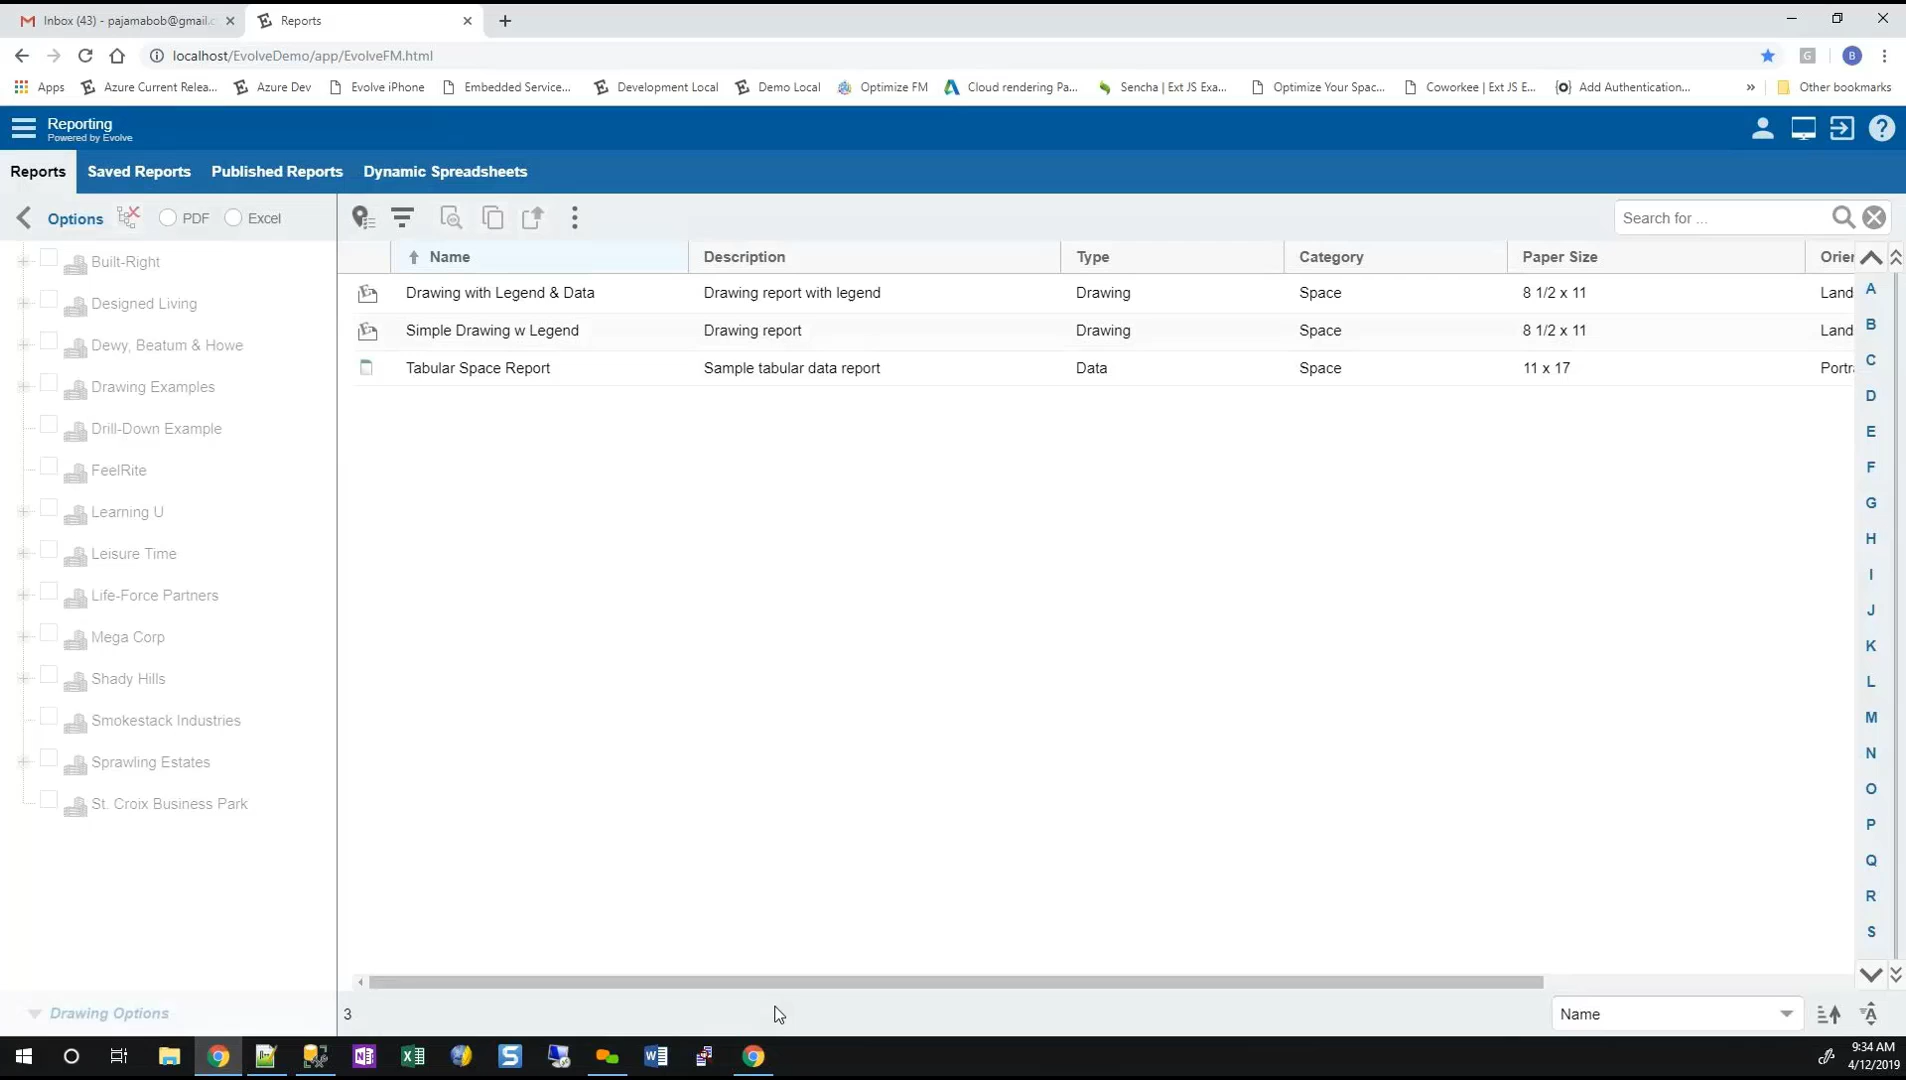 Inbox (43) - pajamabob@gmail.c
Reports
localhost/EvolveDemo/app/EvolveFM.html
B
Apps
Azure Current Relea...
Azure Dev
Evolve iPhone
Embedded Service...
Development Local
Demo Local
Optimize FM
Cloud rendering Pa...
Sencha | Ext JS Exa...
Optimize Your Spac...
Coworkee | Ext JS E...
Add Authentication...
»
Other bookmarks
Reporting
Powered by Evolve
Reports
Saved Reports
Published Reports
Dynamic Spreadsheets
Options
PDF
Excel
Search for ...
Built-Right
Designed Living
Dewy, Beatum & Howe
Drawing Examples
Drill-Down Example
FeelRite
Learning U
Leisure Time
Life-Force Partners
Mega Corp
Shady Hills
Smokestack Industries
Sprawling Estates
St. Croix Business Park
Drawing Options
Name Description Type Category Paper Size Orier
Drawing with Legend & Data Drawing report with legend Drawing Space 8 1/2 x 11 Land
Simple Drawing w Legend Drawing report Drawing Space 8 1/2 x 11 Land
Tabular Space Report Sample tabular data report Data Space 11 x 17 Portr
A
B
C
D
E
F
G
H
I
J
K
L
M
N
O
P
Q
R
S
3
Name
9:34 AM
4/12/2019